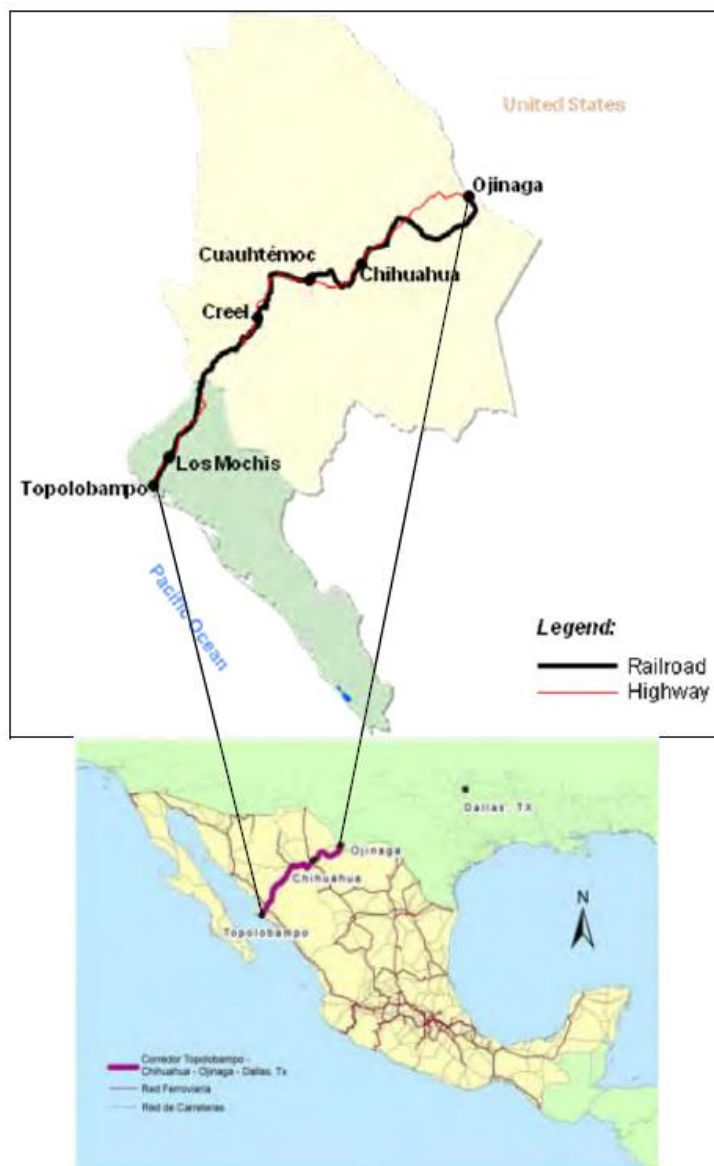 United States
Ojinaga
Cuauhtémoc
Chihuahua
Creel
Los Mochis
Topolobampo
Pacific Ocean
Legend:
Railroad
Highway
Dallas, TX
Ojinaga
Chihuahua
Topolobampo
N
Corredor Topolobampo -
Chihuahua - Ojinaga - Dallas, Tx
Red Ferroviaria
Red de Carreteras